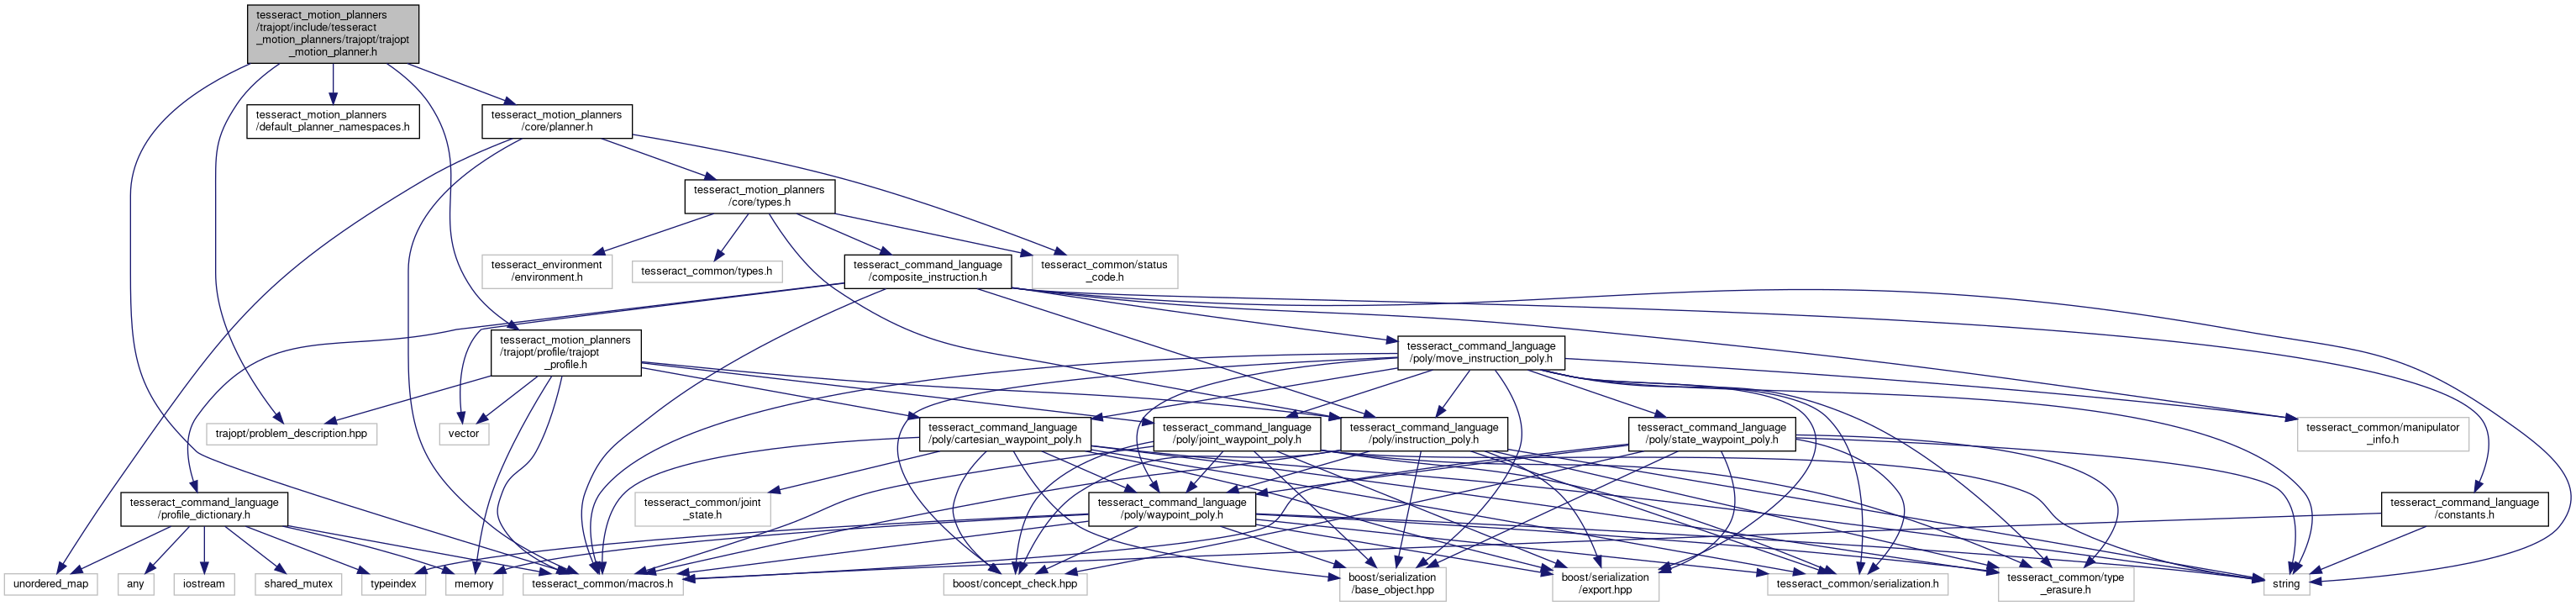 tesseract_motion_planners
/trajopt/include/tesseract
_motion_planners/trajopt/trajopt
_motion_planner.h
tesseract_motion_planners
/default_planner_namespaces.h
tesseract_motion_planners
/core/planner.h
tesseract_motion_planners
/core/types.h
tesseract_environment
/environment.h
tesseract_common/types.h
tesseract_command_language
/composite_instruction.h
tesseract_common/status
_code.h
tesseract_motion_planners
/trajopt/profile/trajopt
_profile.h
tesseract_command_language
/poly/move_instruction_poly.h
trajopt/problem_description.hpp
vector
tesseract_command_language
/poly/cartesian_waypoint_poly.h
tesseract_command_language
/poly/joint_waypoint_poly.h
tesseract_command_language
/poly/instruction_poly.h
tesseract_command_language
/poly/state_waypoint_poly.h
tesseract_common/manipulator
_info.h
tesseract_command_language
/profile_dictionary.h
tesseract_common/joint
_state.h
tesseract_command_language
/poly/waypoint_poly.h
tesseract_command_language
/constants.h
unordered_map
any
iostream
shared_mutex
typeindex
memory
tesseract_common/macros.h
boost/concept_check.hpp
boost/serialization
/base_object.hpp
boost/serialization
/export.hpp
tesseract_common/serialization.h
tesseract_common/type
_erasure.h
string